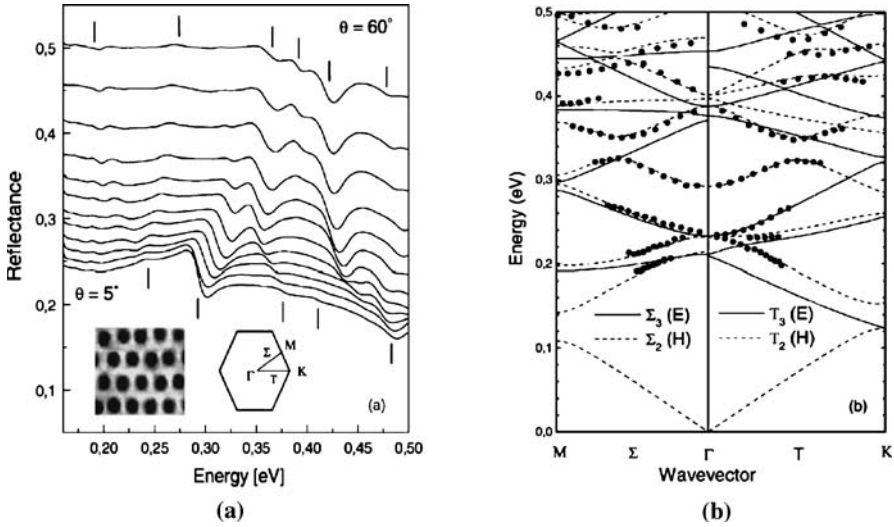 θ = 60°
0,5
0,4
0,3
0,2
0,1
Reflectance
θ = 5°
Γ
Σ
M
T
K
(a)
0,20 0,25 0,30 0,35 0,40 0,45 0,50
Energy [eV]
(a)
0,5
0,4
0,3
0,2
0,1
0,0
Energy (eV)
Σ3 (E)
Σ2 (H)
T3 (E)
T2 (H)
(b)
M Σ Γ T K
Wavevector
(b)